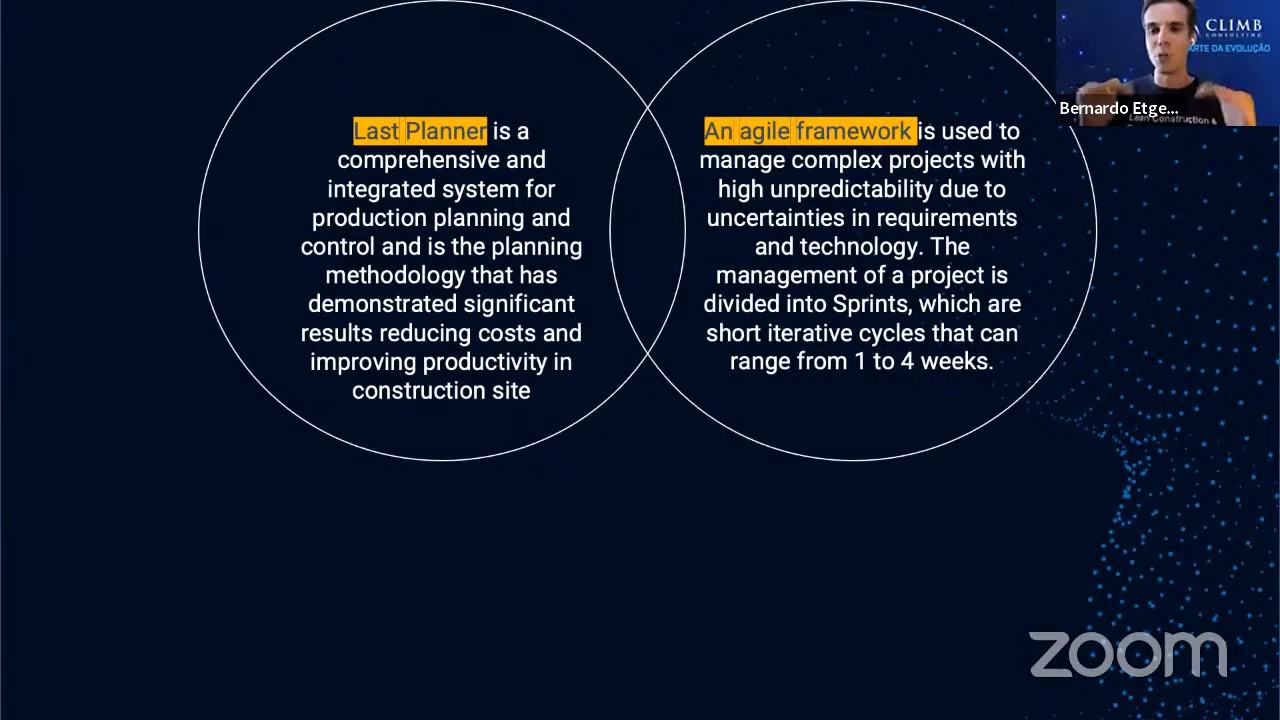 Last Planner is a
comprehensive and
integrated system for
production planning and
control and is the planning
methodology that has
demonstrated significant
results reducing costs and
improving productivity in
construction site
An agile framework is used to
manage complex projects with
high unpredictability due to
uncertainties in requirements
and technology. The
management of a project is
divided into Sprints, which are
short iterative cycles that can
range from 1 to 4 weeks.
CLIMB
CONSULTING
ARTE DA EVOLUÇÃO
Bernardo Etge...
Lean Construction &
zoom